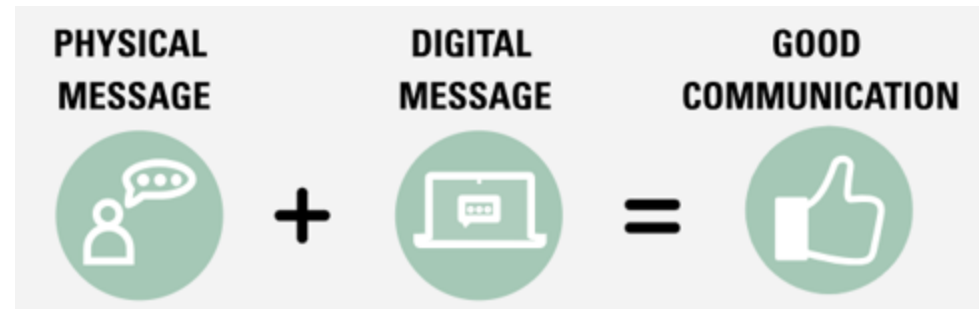 PHYSICAL
MESSAGE
DIGITAL
MESSAGE
GOOD
COMMUNICATION
+
=